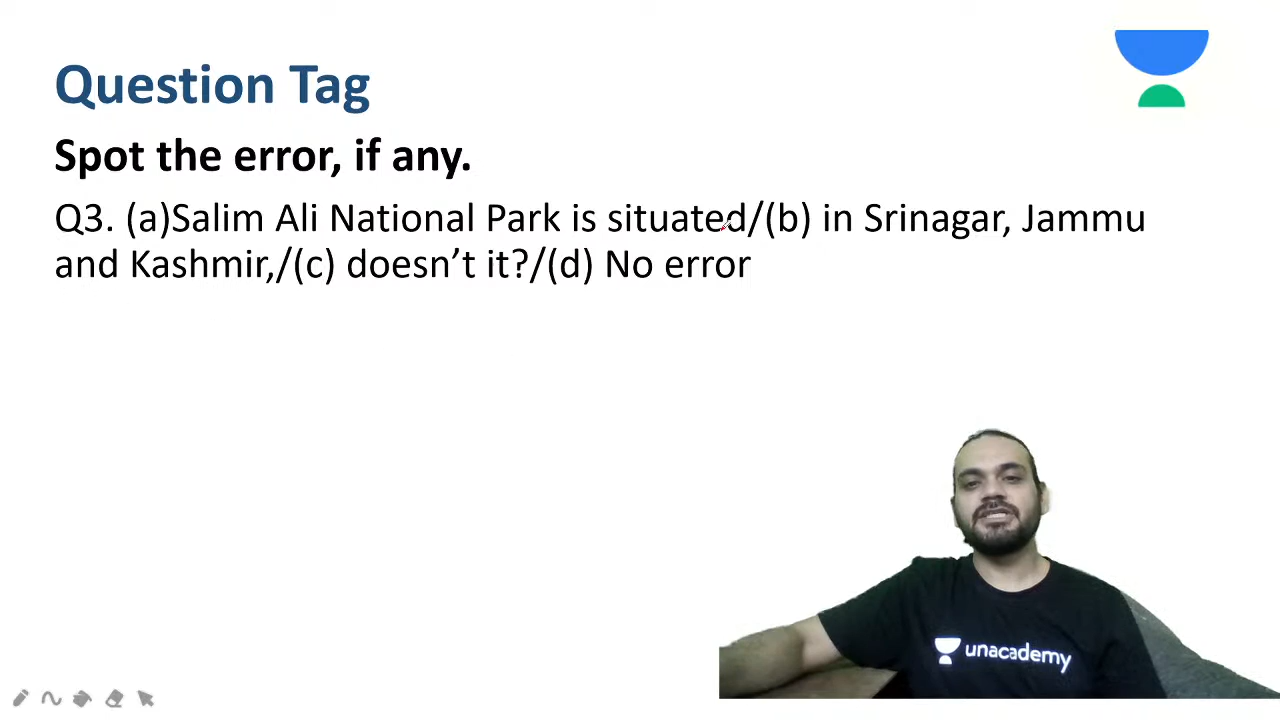 Question Tag
Spot the error, if any.
Q3. (a)Salim Ali National Park is situated/(b) in Srinagar, Jammu
and Kashmir,/(c) doesn’t it?/(d) No error
unacademy